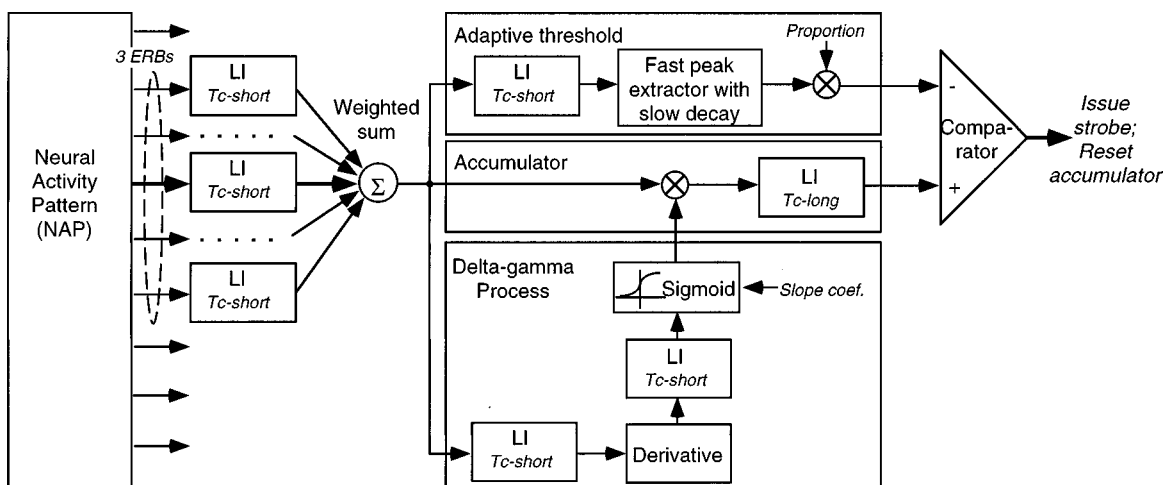 3 ERBs
Neural
Activity
Pattern
(NAP)
LI
Tc-short
LI
Tc-short
LI
Tc-short
Weighted
sum
Σ
Adaptive threshold
LI
Tc-short
Fast peak
extractor with
slow decay
Proportion
Accumulator
LI
Tc-long
Delta-gamma
Process
Sigmoid
Slope coef.
LI
Tc-short
LI
Tc-short
Derivative
-
Compa-
rator
+
Issue
strobe;
Reset
accumulator